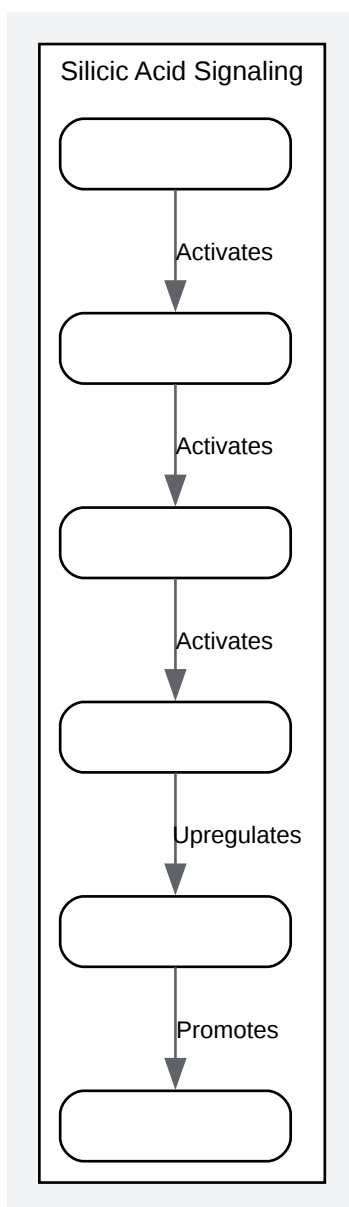 Silicic Acid Signaling
Activates
Activates
Activates
Upregulates
Promotes